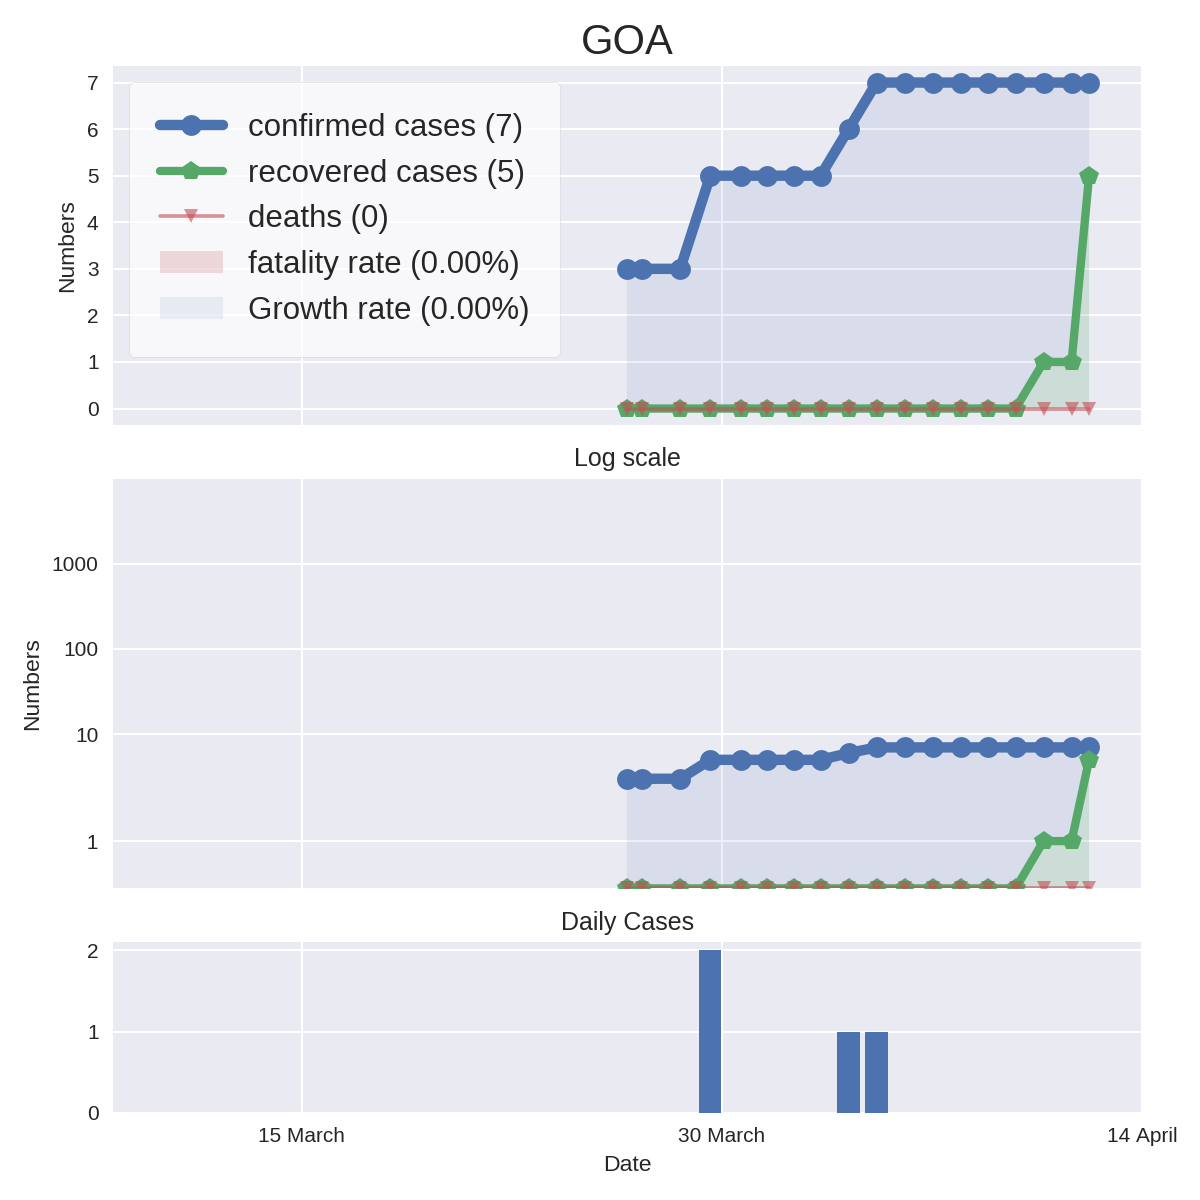 GOA
7
6
5
4
3
2
1
0
Numbers
confirmed cases (7)
recovered cases (5)
deaths (0)
fatality rate (0.00%)
Growth rate (0.00%)
Log scale
1000
100
10
1
Numbers
Daily Cases
2
1
0
15 March
30 March
14 April
Date